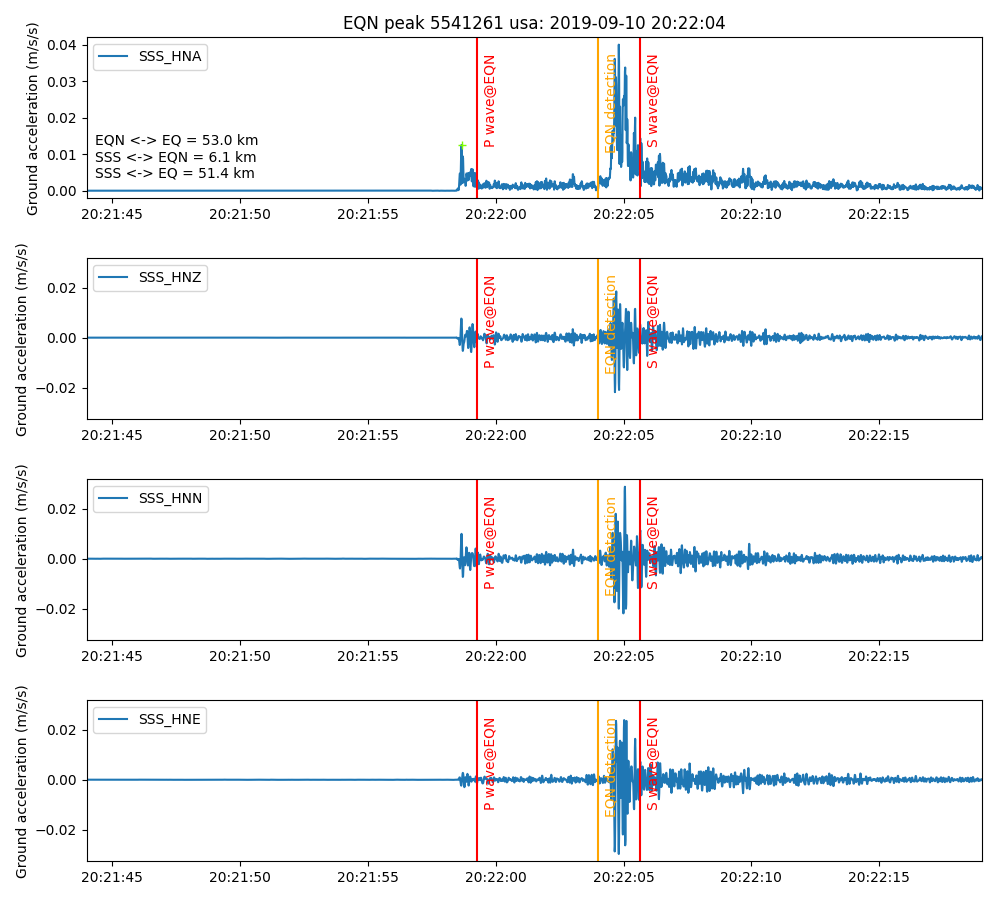 EQN peak 5541261 usa: 2019-09-10 20:22:04
Ground acceleration (m/s/s)
0.04
0.03
0.02
0.01
0.00
SSS_HNA
EQN <-> EQ = 53.0 km
SSS <-> EQN = 6.1 km
SSS <-> EQ = 51.4 km
P wave@EQN
EQN detection
S wave@EQN
20:21:45 20:21:50 20:21:55 20:22:00 20:22:05 20:22:10 20:22:15
Ground acceleration (m/s/s)
0.02
0.00
−0.02
SSS_HNZ
P wave@EQN
EQN detection
S wave@EQN
20:21:45 20:21:50 20:21:55 20:22:00 20:22:05 20:22:10 20:22:15
Ground acceleration (m/s/s)
0.02
0.00
−0.02
SSS_HNN
P wave@EQN
EQN detection
S wave@EQN
20:21:45 20:21:50 20:21:55 20:22:00 20:22:05 20:22:10 20:22:15
Ground acceleration (m/s/s)
0.02
0.00
−0.02
SSS_HNE
P wave@EQN
EQN detection
S wave@EQN
20:21:45 20:21:50 20:21:55 20:22:00 20:22:05 20:22:10 20:22:15